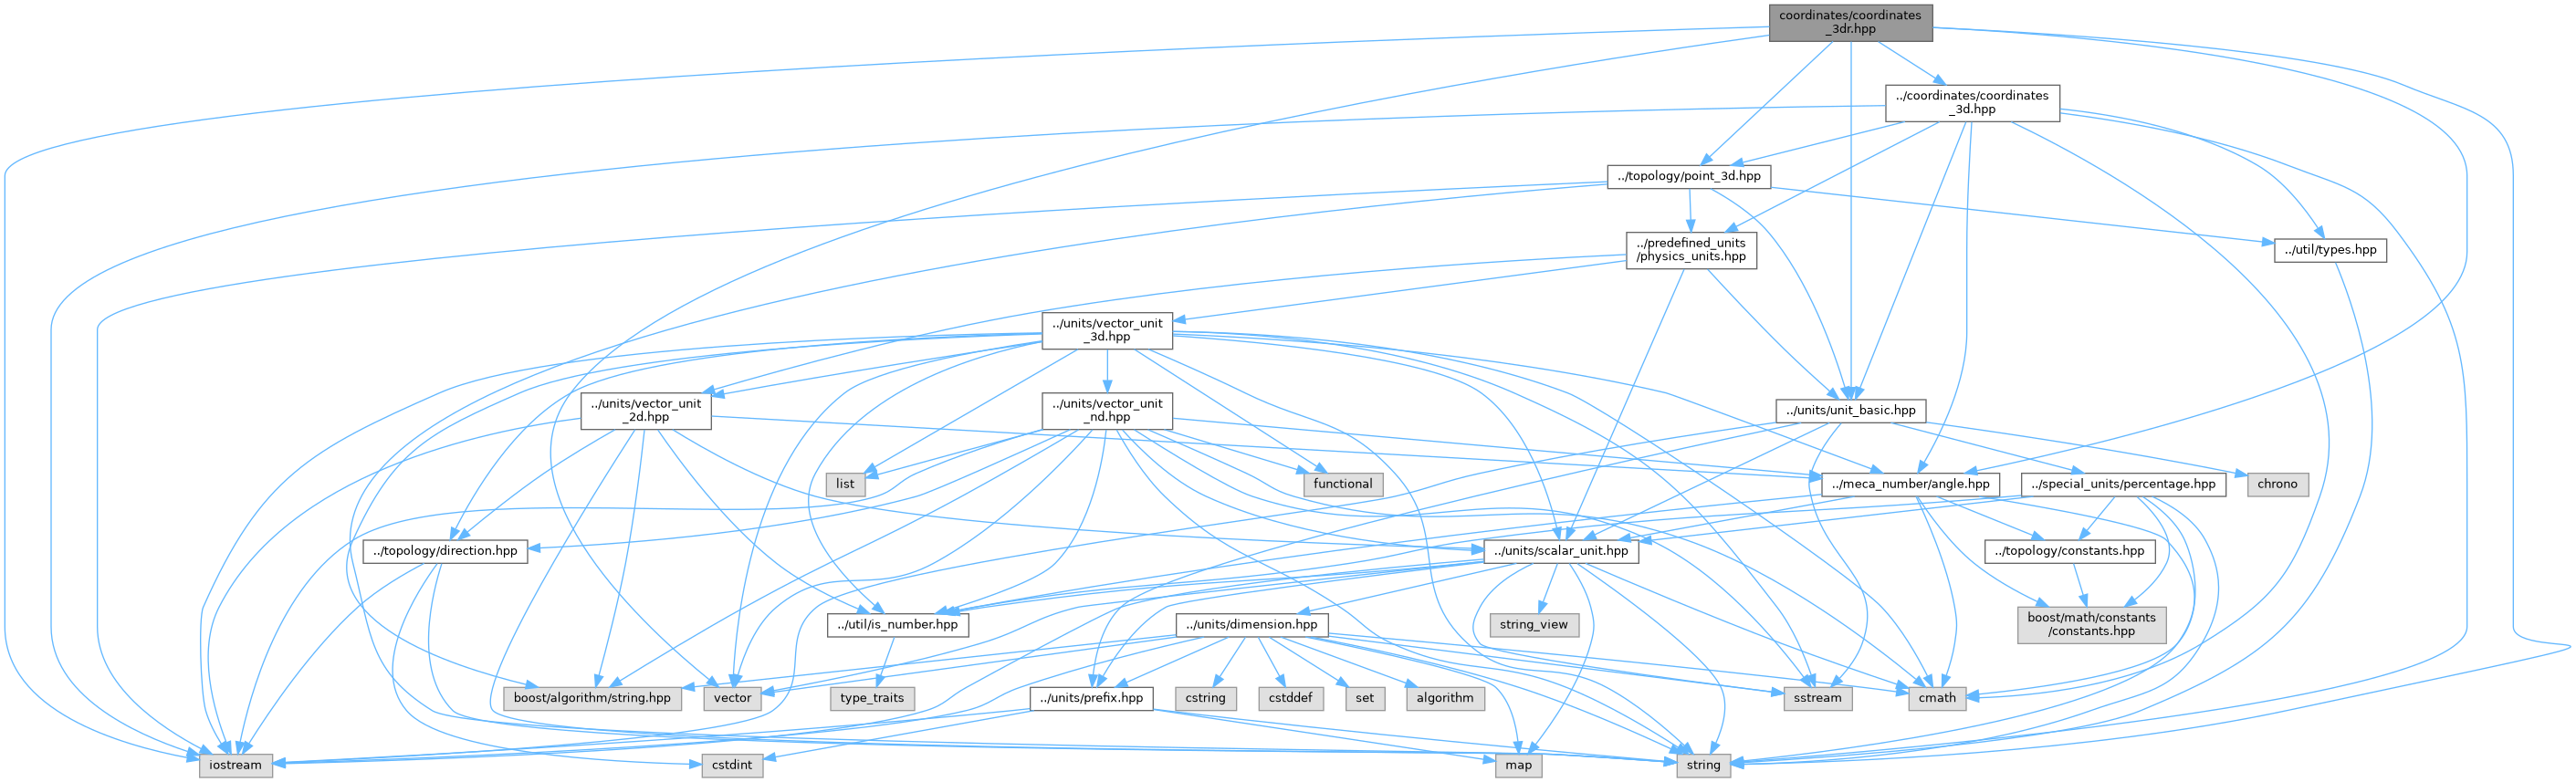 coordinates/coordinates
_3dr.hpp
../coordinates/coordinates
_3d.hpp
../topology/point_3d.hpp
../predefined_units
/physics_units.hpp
../util/types.hpp
../units/vector_unit
_3d.hpp
../units/vector_unit
_2d.hpp
../units/vector_unit
_nd.hpp
../units/unit_basic.hpp
list
functional
../meca_number/angle.hpp
../special_units/percentage.hpp
chrono
../topology/direction.hpp
../units/scalar_unit.hpp
../topology/constants.hpp
../util/is_number.hpp
../units/dimension.hpp
string_view
boost/math/constants
/constants.hpp
boost/algorithm/string.hpp
vector
type_traits
../units/prefix.hpp
cstring
cstddef
set
algorithm
sstream
cmath
iostream
cstdint
map
string